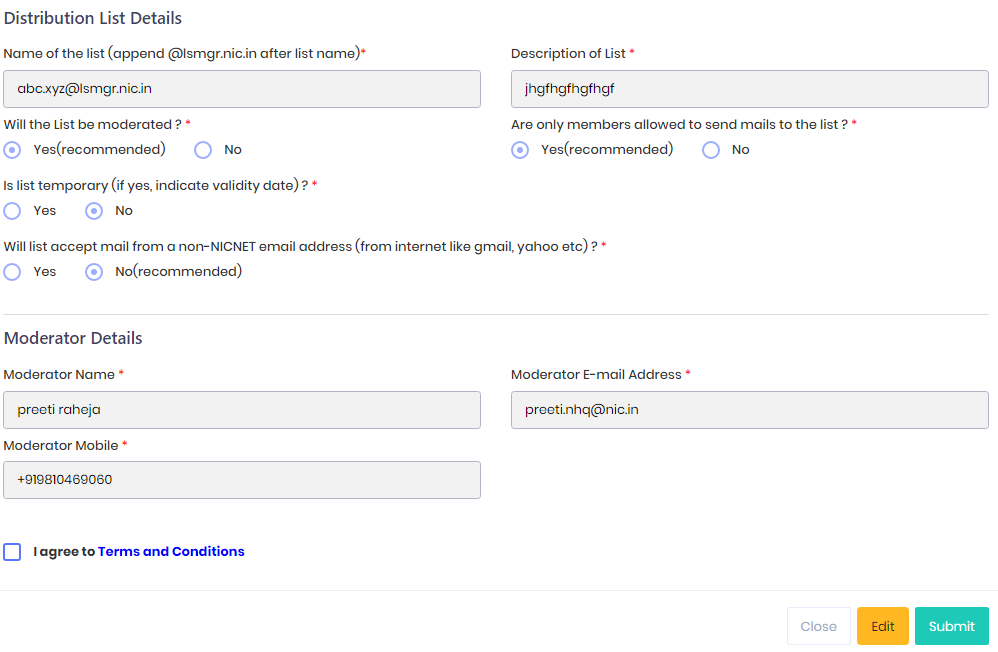 Distribution List Details
Name of the list (append @lsmgr.nic.in after list name)* Description of List *
abc.xyz@lsmgr.nic.in jhgfhgfhgfhgf
Will the List be moderated ? * Are only members allowed to send mails to the list ? *
Yes(recommended) No Yes(recommended) No
Is list temporary (if yes, indicate validity date) ? *
Yes No
Will list accept mail from a non-NICNET email address (from internet like gmail, yahoo etc) ? *
Yes No(recommended)
Moderator Details
Moderator Name * Moderator E-mail Address *
preeti raheja preeti.nhq@nic.in
Moderator Mobile *
+919810469060
I agree to Terms and Conditions
Close Edit Submit